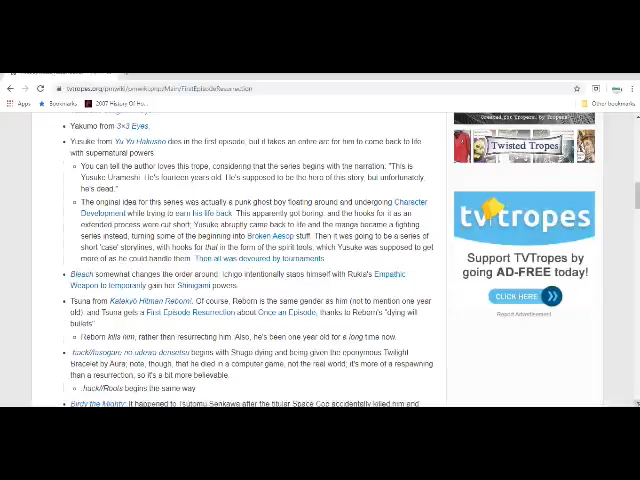 tvtropes.org/pmwiki/pmwiki.php/Main/FirstEpisodeResurrection
Apps
Bookmarks
2007 History Of Ho...
Other bookmarks
Yakumo from 3×3 Eyes.
Yusuke from Yu Yu Hakusho dies in the first episode, but it takes an entire arc for him to come back to life
with supernatural powers.
You can tell the author loves this trope, considering that the series begins with the narration: "This is
Yusuke Urameshi. He's fourteen years old. He's supposed to be the hero of this story, but unfortunately,
he's dead."
The original idea for this series was actually a punk ghost boy floating around and undergoing Character
Development while trying to earn his life back. This apparently got boring, and the hooks for it as an
extended process were cut short; Yusuke abruptly came back to life and the manga became a fighting
series instead, turning some of the beginning into Broken Aesop stuff. Then it was going to be a series of
short 'case' storylines, with hooks for that in the form of the spirit tools, which Yusuke was supposed to get
more of as he could handle them. Then all was devoured by tournaments
Bleach somewhat changes the order around: Ichigo intentionally stabs himself with Rukia's Empathic
Weapon to temporarily gain her Shinigami powers.
Tsuna from Katekyō Hitman Reborn!. Of course, Reborn is the same gender as him (not to mention one year
old), and Tsuna gets a First Episode Resurrection about Once an Episode, thanks to Reborn's "dying will
bullets"
Reborn kills him, rather than resurrecting him. Also, he's been one year old for a long time now.
.hack//tasogare no udewa densetsu begins with Shugo dying and being given the eponymous Twilight
Bracelet by Aura; note, though, that he died in a computer game, not the real world; it's more of a respawning
than a resurrection, so it's a bit more believable.
.hack//Roots begins the same way
Birdy the Mighty: It happened to Tsutomu Senkawa after the titular Space Cop accidentally killed him and
Created for Tropers, by Tropers
Twisted Tropes
tvtropes
Support TVTropes by
going AD-FREE today!
CLICK HERE
Report Advertisement